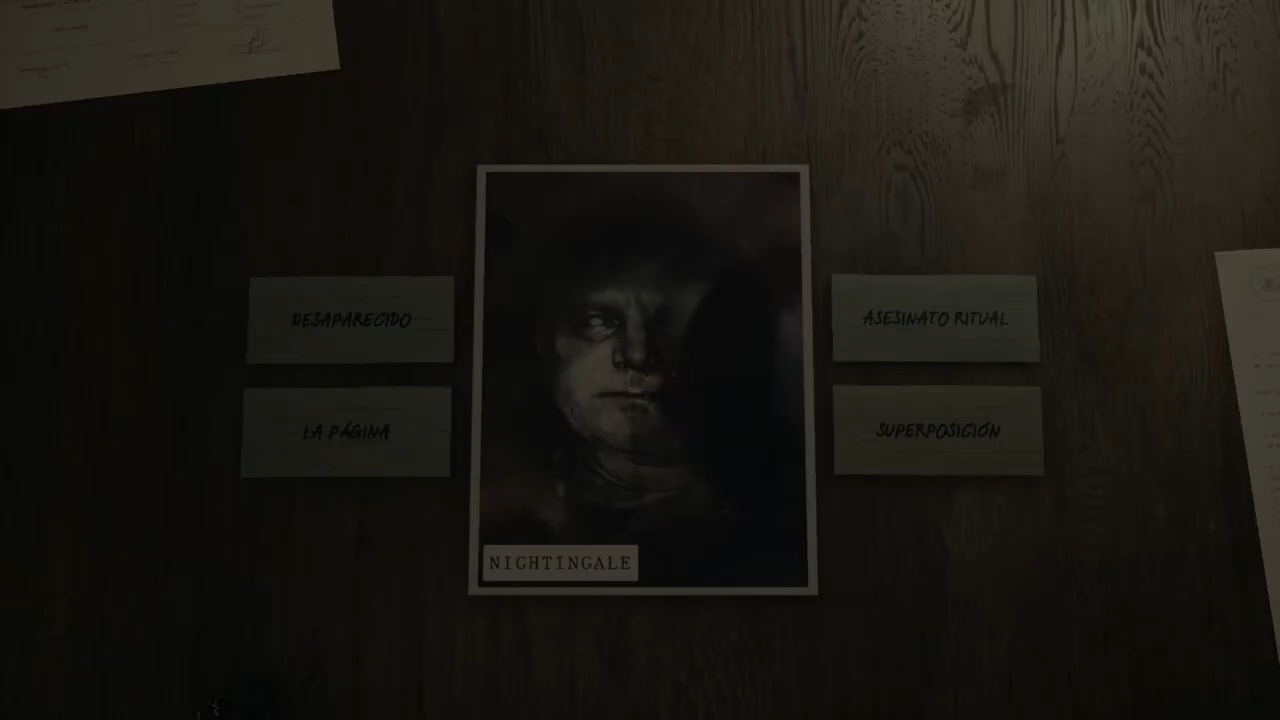 DESAPARECIDO
LA PÁGINA
NIGHTINGALE
ASESINATO RITUAL
SUPERPOSICIÓN